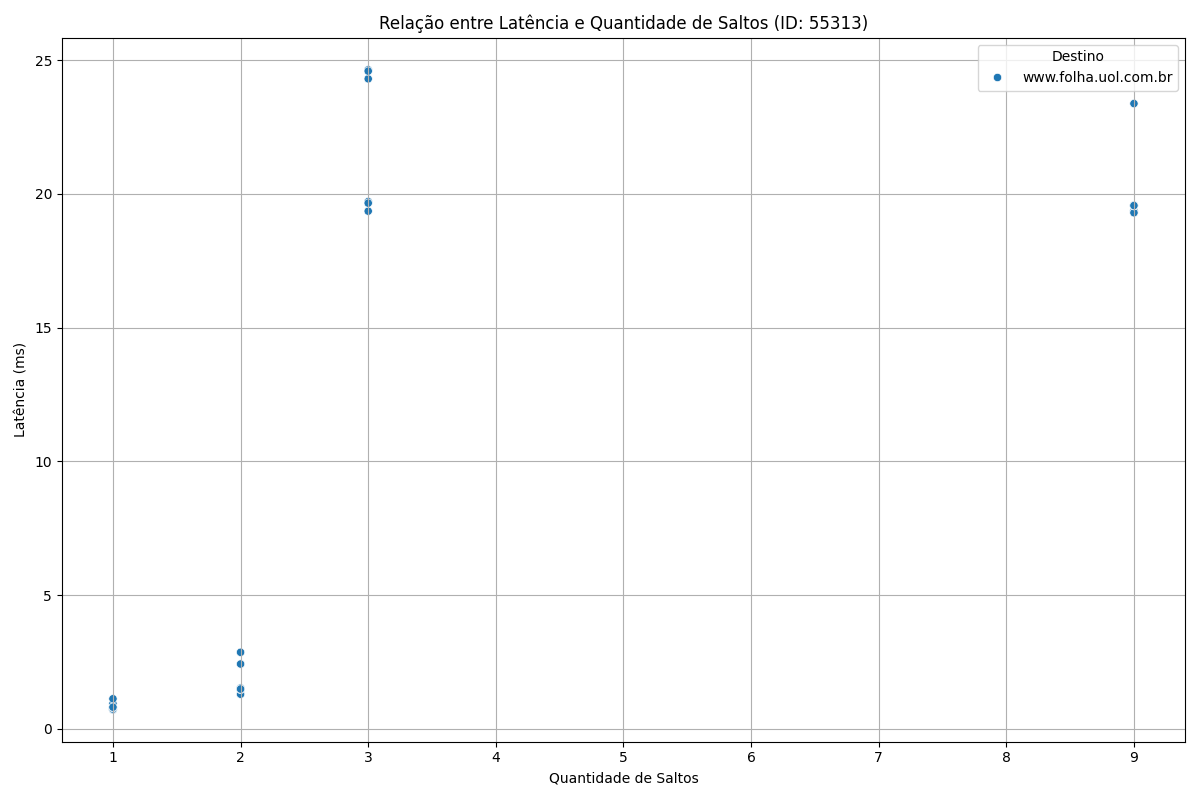 Relação entre Latência e Quantidade de Saltos (ID: 55313)
Destino
www.folha.uol.com.br
25
20
15
10
5
0
Latência (ms)
1 2 3 4 5 6 7 8 9
Quantidade de Saltos